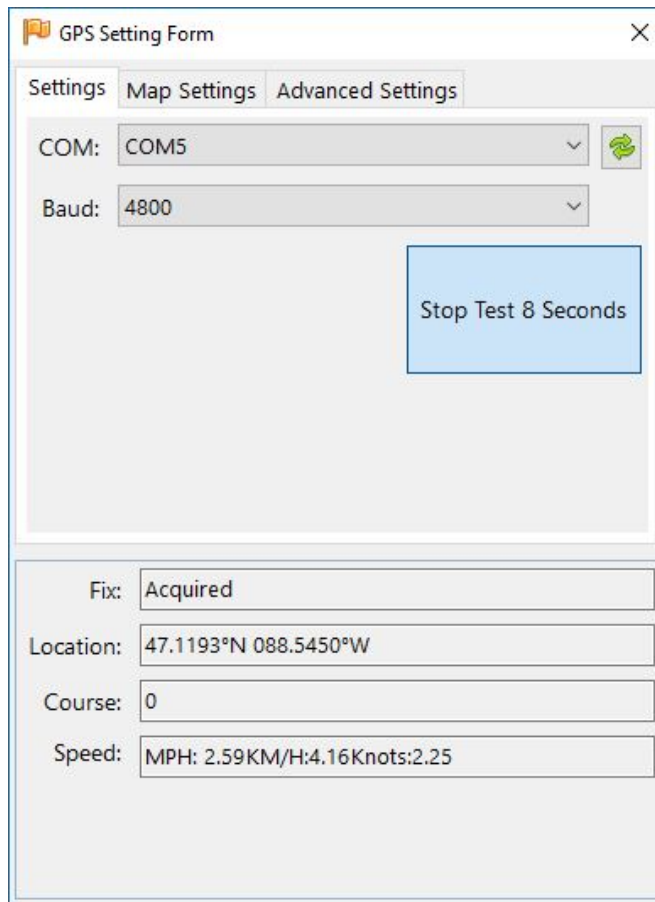 GPS Setting Form
Settings Map Settings Advanced Settings
COM: COM5
Baud: 4800
Stop Test 8 Seconds
Fix: Acquired
Location: 47.1193°N 088.5450°W
Course: 0
Speed: MPH: 2.59KM/H:4.16Knots:2.25